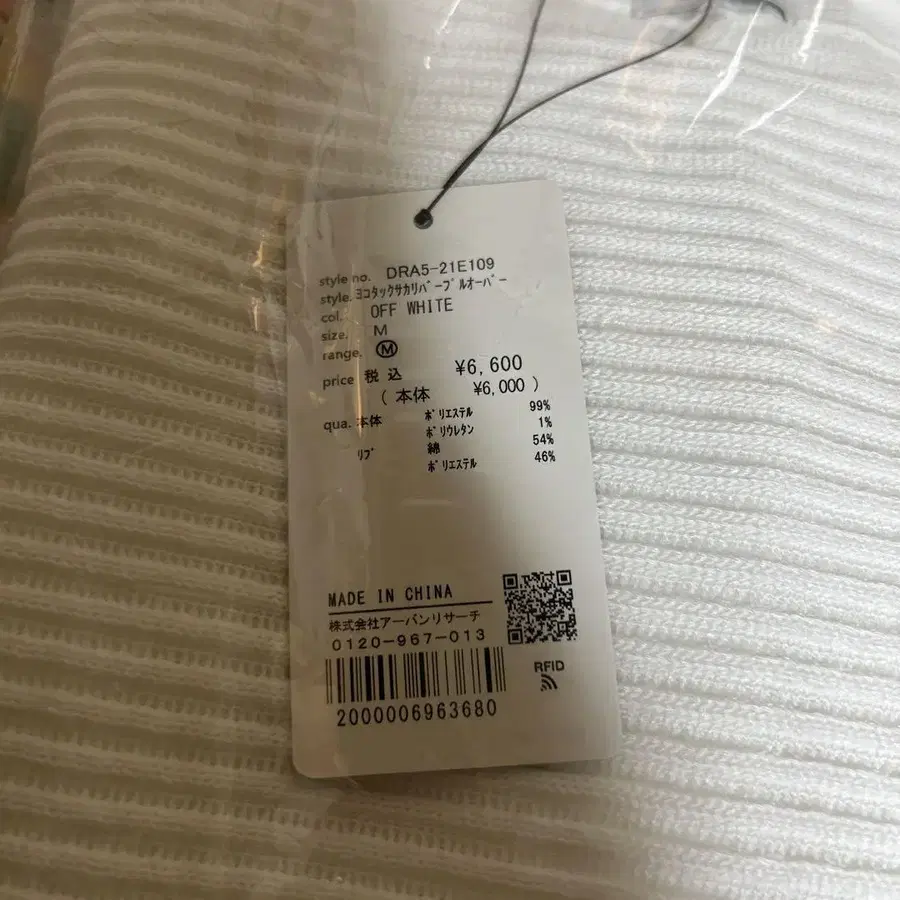 style no. DRA5-21E109
style. ﾖｺﾀｯｸｻｶﾘﾊﾞｰﾌﾟﾙｵｰﾊﾞｰ
col. OFF WHITE
size. M
range. Ⓜ
price 税込 ¥6,600
( 本体 ¥6,000 )
qua. 本体 ﾎﾟﾘｴｽﾃﾙ 99%
ﾎﾟﾘｳﾚﾀﾝ 1%
ﾘﾌﾞ 綿 54%
ﾎﾟﾘｴｽﾃﾙ 46%
MADE IN CHINA
株式会社アーバンリサーチ
0120-967-013
RFID
2000006963680